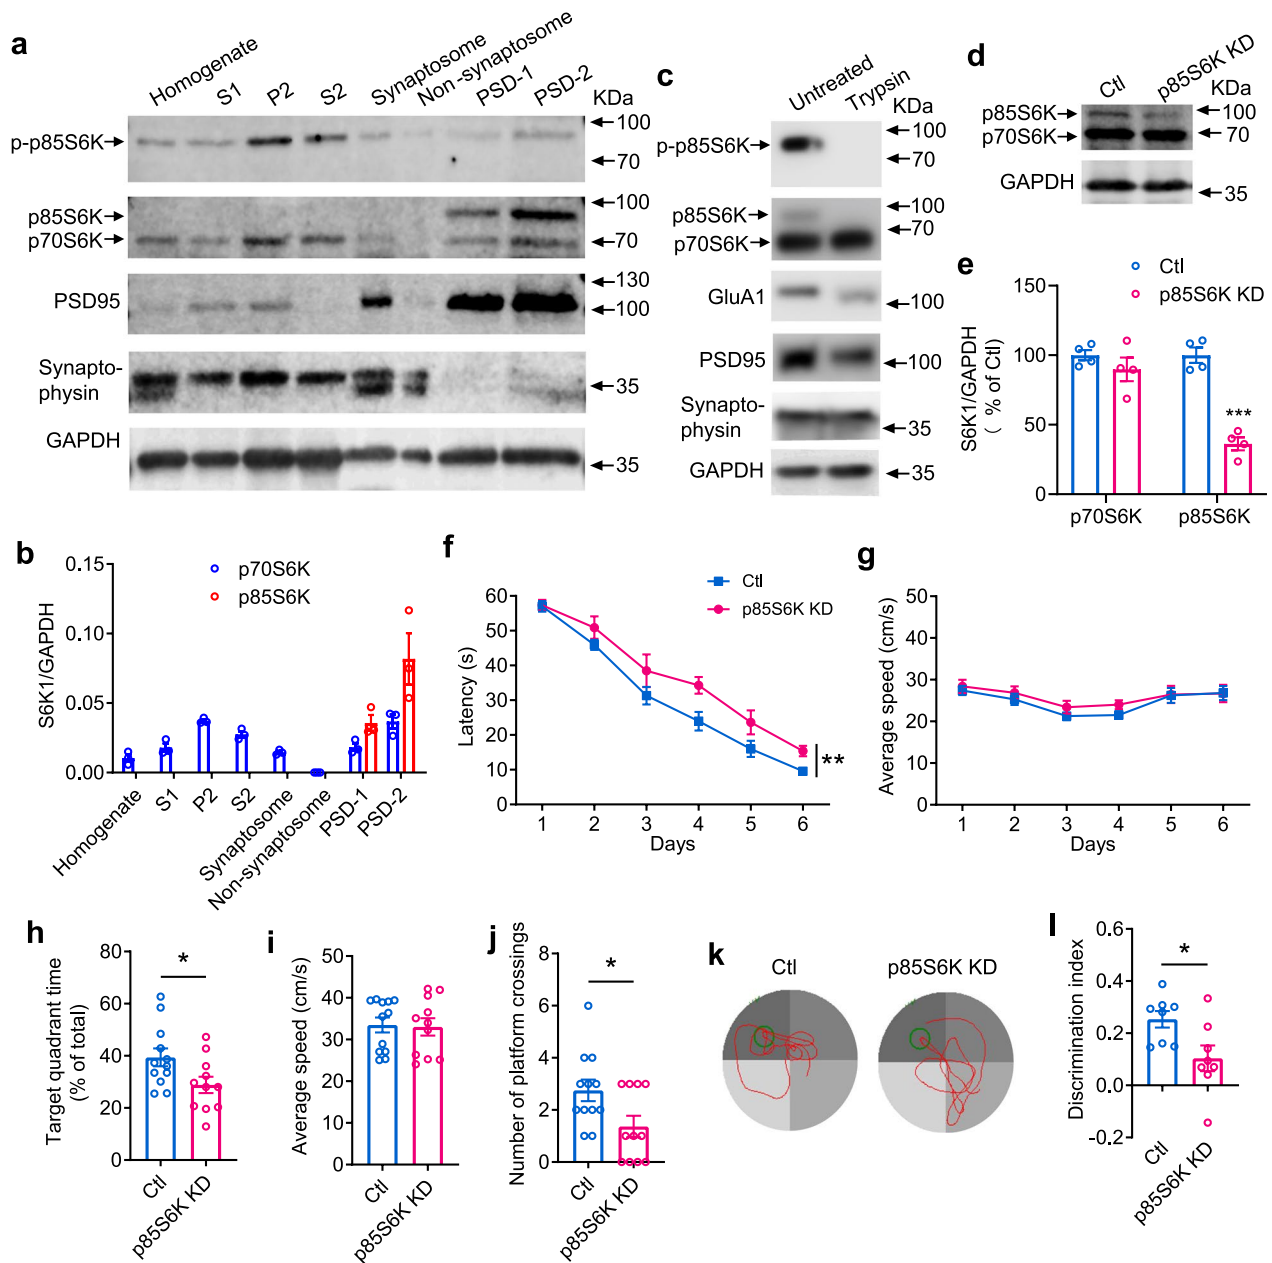 a
Homogenate
S1
P2
S2
Synaptosome
Non-synaptosome
PSD-1
PSD-2
KDa
p-p85S6K
100
70
p85S6K
p70S6K
100
70
PSD95
130
100
Synapto-
physin
35
GAPDH
35
c
Untreated
Trypsin
KDa
p-p85S6K
100
70
p85S6K
p70S6K
100
70
GluA1
100
PSD95
100
Synapto-
physin
35
GAPDH
35
d
Ctl
p85S6K KD
KDa
p85S6K
p70S6K
100
70
GAPDH
35
e
Ctl
p85S6K KD
S6K1/GAPDH
( % of Ctl)
150
100
50
0
***
p70S6K
p85S6K
b
S6K1/GAPDH
0.15
0.10
0.05
0.00
p70S6K
p85S6K
Homogenate
S1
P2
S2
Synaptosome
Non-synaptosome
PSD-1
PSD-2
f
Ctl
p85S6K KD
Latency (s)
60
50
40
30
20
10
0
**
1 2 3 4 5 6
Days
g
Average speed (cm/s)
50
40
30
20
10
0
1 2 3 4 5 6
Days
h
Target quadrant time
(% of total)
80
60
40
20
0
*
Ctl
p85S6K KD
i
Average speed (cm/s)
50
40
30
20
10
0
Ctl
p85S6K KD
j
Number of platform crossings
8
6
4
2
0
*
Ctl
p85S6K KD
k
Ctl
p85S6K KD
l
Discrimination index
0.6
0.4
0.2
0.0
-0.2
*
Ctl
p85S6K KD